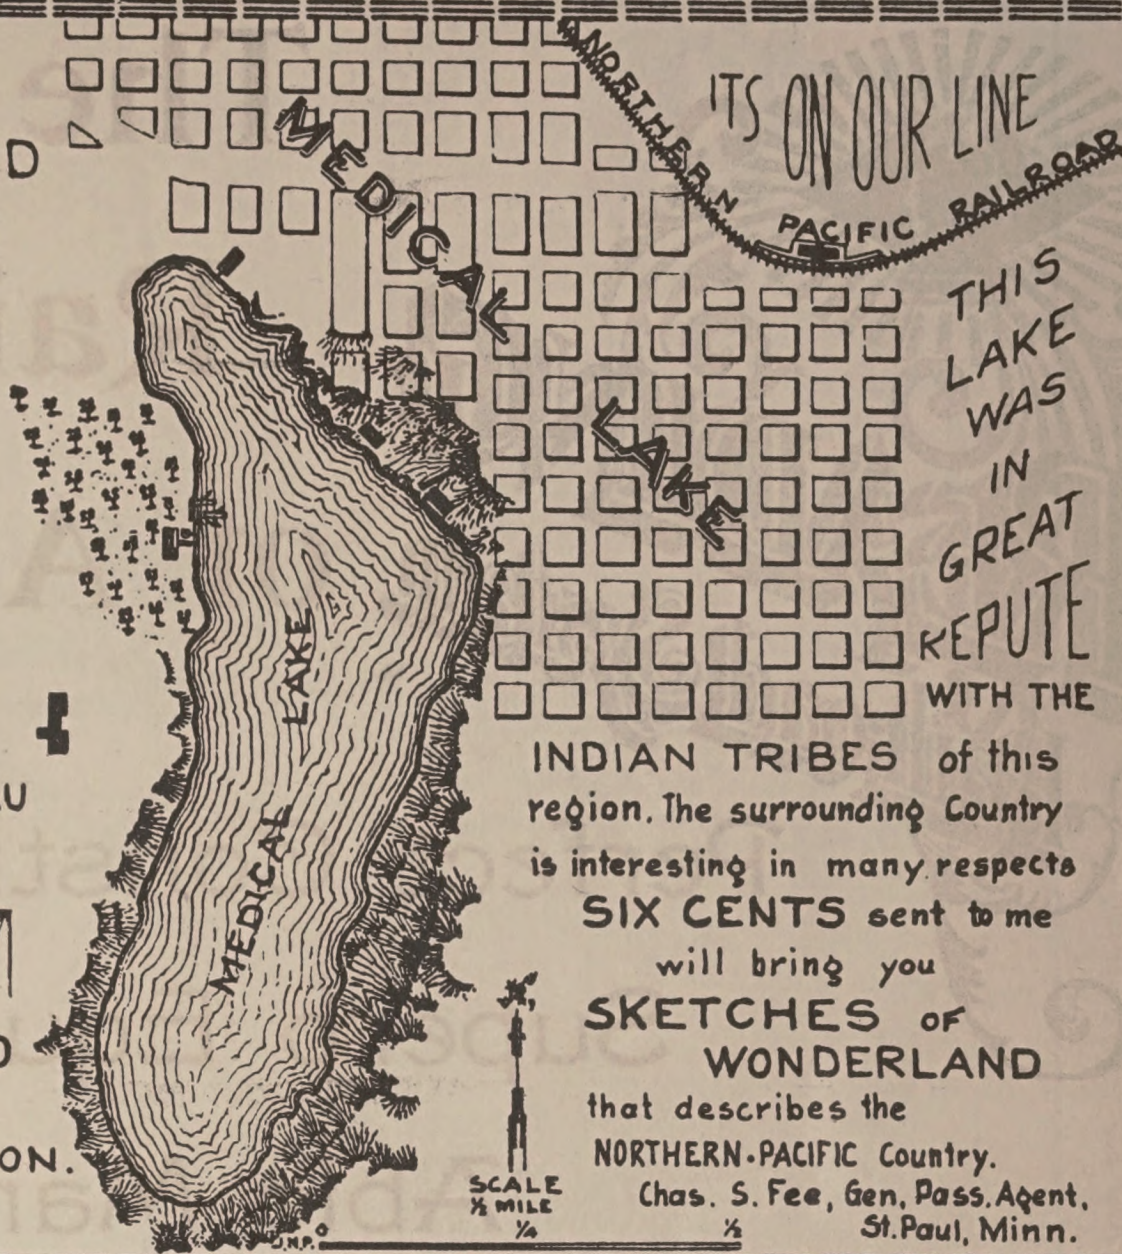 ITS ON OUR LINE
NORTHERN PACIFIC RAILROAD
MEDICAL LAKE
D
THIS
LAKE
WAS
IN
GREAT
REPUTE
WITH THE
INDIAN TRIBES of this
region. The surrounding Country
is interesting in many respects
SIX CENTS sent to me
will bring you
SKETCHES OF
WONDERLAND
that describes the
NORTHERN-PACIFIC Country.
Chas. S. Fee, Gen. Pass. Agent,
St. Paul, Minn.
MEDICAL LAKE
U
ON.
SCALE
½ MILE
0 ¼ ½
J.N.P.